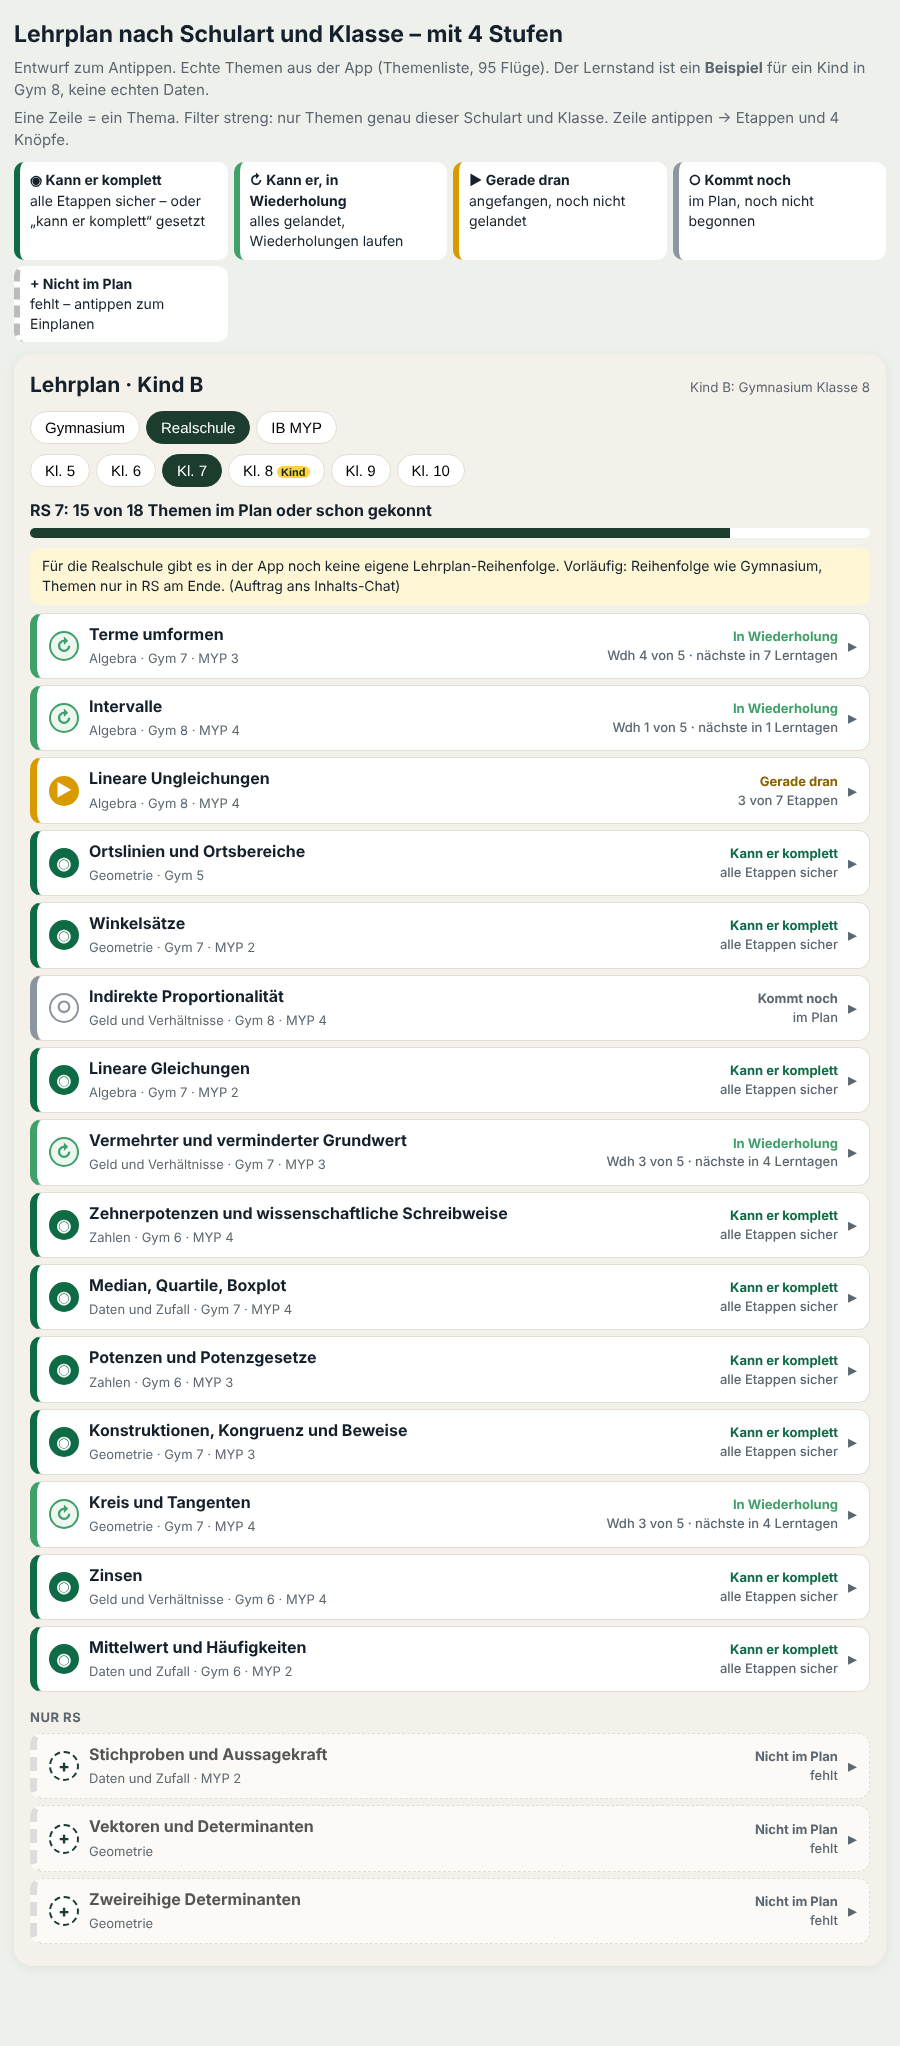 Lehrplan nach Schulart und Klasse – mit 4 Stufen
Entwurf zum Antippen. Echte Themen aus der App (Themenliste, 95 Flüge). Der Lernstand ist ein Beispiel für ein Kind in
Gym 8, keine echten Daten.
Eine Zeile = ein Thema. Filter streng: nur Themen genau dieser Schulart und Klasse. Zeile antippen → Etappen und 4
Knöpfe.
◉ Kann er komplett
alle Etappen sicher – oder
„kann er komplett“ gesetzt
↻ Kann er, in
Wiederholung
alles gelandet,
Wiederholungen laufen
▶ Gerade dran
angefangen, noch nicht
gelandet
○ Kommt noch
im Plan, noch nicht
begonnen
+ Nicht im Plan
fehlt – antippen zum
Einplanen
Lehrplan · Kind B
Kind B: Gymnasium Klasse 8
Gymnasium Realschule IB MYP
Kl. 5 Kl. 6 Kl. 7 Kl. 8 Kind Kl. 9 Kl. 10
RS 7: 15 von 18 Themen im Plan oder schon gekonnt
Für die Realschule gibt es in der App noch keine eigene Lehrplan-Reihenfolge. Vorläufig: Reihenfolge wie Gymnasium,
Themen nur in RS am Ende. (Auftrag ans Inhalts-Chat)
Terme umformen
Algebra · Gym 7 · MYP 3
In Wiederholung
Wdh 4 von 5 · nächste in 7 Lerntagen
Intervalle
Algebra · Gym 8 · MYP 4
In Wiederholung
Wdh 1 von 5 · nächste in 1 Lerntagen
Lineare Ungleichungen
Algebra · Gym 8 · MYP 4
Gerade dran
3 von 7 Etappen
Ortslinien und Ortsbereiche
Geometrie · Gym 5
Kann er komplett
alle Etappen sicher
Winkelsätze
Geometrie · Gym 7 · MYP 2
Kann er komplett
alle Etappen sicher
Indirekte Proportionalität
Geld und Verhältnisse · Gym 8 · MYP 4
Kommt noch
im Plan
Lineare Gleichungen
Algebra · Gym 7 · MYP 2
Kann er komplett
alle Etappen sicher
Vermehrter und verminderter Grundwert
Geld und Verhältnisse · Gym 7 · MYP 3
In Wiederholung
Wdh 3 von 5 · nächste in 4 Lerntagen
Zehnerpotenzen und wissenschaftliche Schreibweise
Zahlen · Gym 6 · MYP 4
Kann er komplett
alle Etappen sicher
Median, Quartile, Boxplot
Daten und Zufall · Gym 7 · MYP 4
Kann er komplett
alle Etappen sicher
Potenzen und Potenzgesetze
Zahlen · Gym 6 · MYP 3
Kann er komplett
alle Etappen sicher
Konstruktionen, Kongruenz und Beweise
Geometrie · Gym 7 · MYP 3
Kann er komplett
alle Etappen sicher
Kreis und Tangenten
Geometrie · Gym 7 · MYP 4
In Wiederholung
Wdh 3 von 5 · nächste in 4 Lerntagen
Zinsen
Geld und Verhältnisse · Gym 6 · MYP 4
Kann er komplett
alle Etappen sicher
Mittelwert und Häufigkeiten
Daten und Zufall · Gym 6 · MYP 2
Kann er komplett
alle Etappen sicher
NUR RS
Stichproben und Aussagekraft
Daten und Zufall · MYP 2
Nicht im Plan
fehlt
Vektoren und Determinanten
Geometrie
Nicht im Plan
fehlt
Zweireihige Determinanten
Geometrie
Nicht im Plan
fehlt